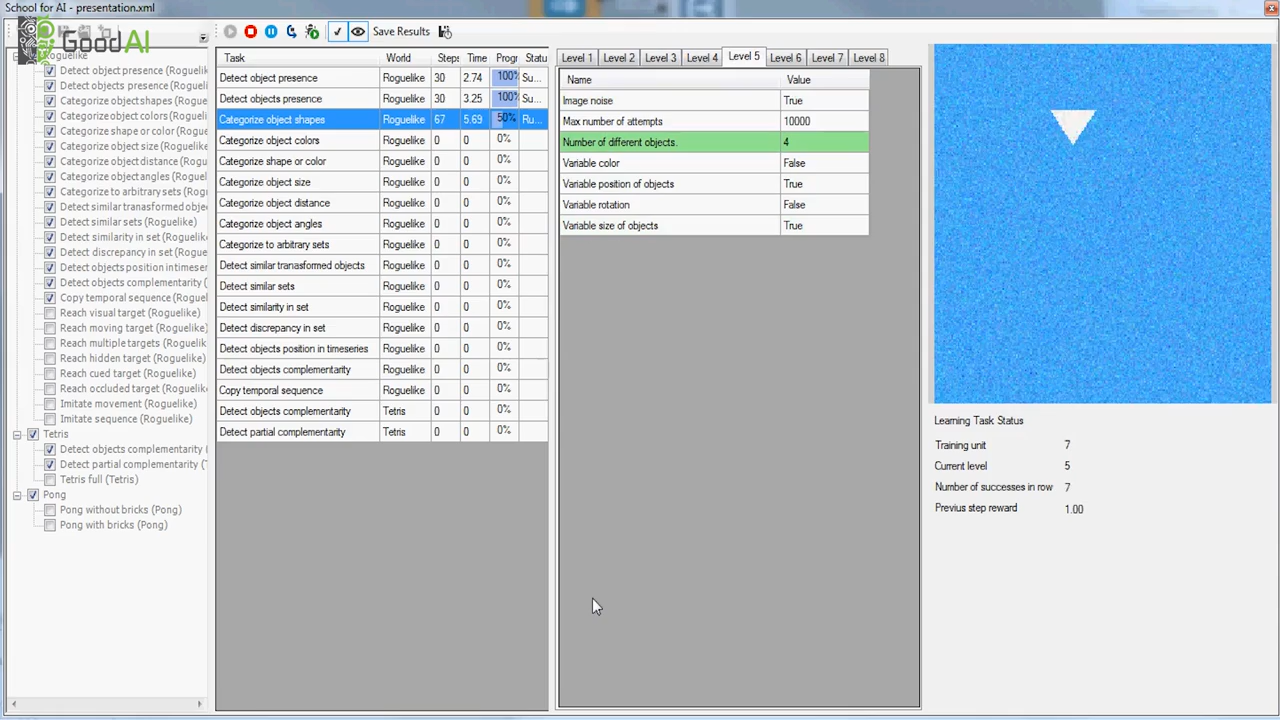 School for AI - presentation.xml
GoodAI
Save Results
Roguelike
Detect object presence (Roguelike
Detect objects presence (Roguelike
Categorize object shapes (Roguelike
Categorize object colors (Roguelike
Categorize shape or color (Roguelike
Categorize object size (Roguelike)
Categorize object distance (Roguelike
Categorize object angles (Roguelike)
Categorize to arbitrary sets (Roguelike
Detect similar transformed objects
Detect similar sets (Roguelike)
Detect similarity in set (Roguelike)
Detect discrepancy in set (Roguelike)
Detect objects position in timeseries
Detect objects complementarity (Roguelike
Copy temporal sequence (Roguelike
Reach visual target (Roguelike)
Reach moving target (Roguelike)
Reach multiple targets (Roguelike)
Reach hidden target (Roguelike)
Reach cued target (Roguelike)
Reach occluded target (Roguelike)
Imitate movement (Roguelike)
Imitate sequence (Roguelike)
Tetris
Detect objects complementarity (
Detect partial complementarity (T
Tetris full (Tetris)
Pong
Pong without bricks (Pong)
Pong with bricks (Pong)
Task World Steps Time Progr Statu
Detect object presence Roguelike 30 2.74 100% Su...
Detect objects presence Roguelike 30 3.25 100% Su...
Categorize object shapes Roguelike 67 5.69 50% Ru...
Categorize object colors Roguelike 0 0 0%
Categorize shape or color Roguelike 0 0 0%
Categorize object size Roguelike 0 0 0%
Categorize object distance Roguelike 0 0 0%
Categorize object angles Roguelike 0 0 0%
Categorize to arbitrary sets Roguelike 0 0 0%
Detect similar tranasformed objects Roguelike 0 0 0%
Detect similar sets Roguelike 0 0 0%
Detect similarity in set Roguelike 0 0 0%
Detect discrepancy in set Roguelike 0 0 0%
Detect objects position in timeseries Roguelike 0 0 0%
Detect objects complementarity Roguelike 0 0 0%
Copy temporal sequence Roguelike 0 0 0%
Detect objects complementarity Tetris 0 0 0%
Detect partial complementarity Tetris 0 0 0%
Level 1 Level 2 Level 3 Level 4 Level 5 Level 6 Level 7 Level 8
Name Value
Image noise True
Max number of attempts 10000
Number of different objects. 4
Variable color False
Variable position of objects True
Variable rotation False
Variable size of objects True
Learning Task Status
Training unit 7
Current level 5
Number of successes in row 7
Previus step reward 1.00